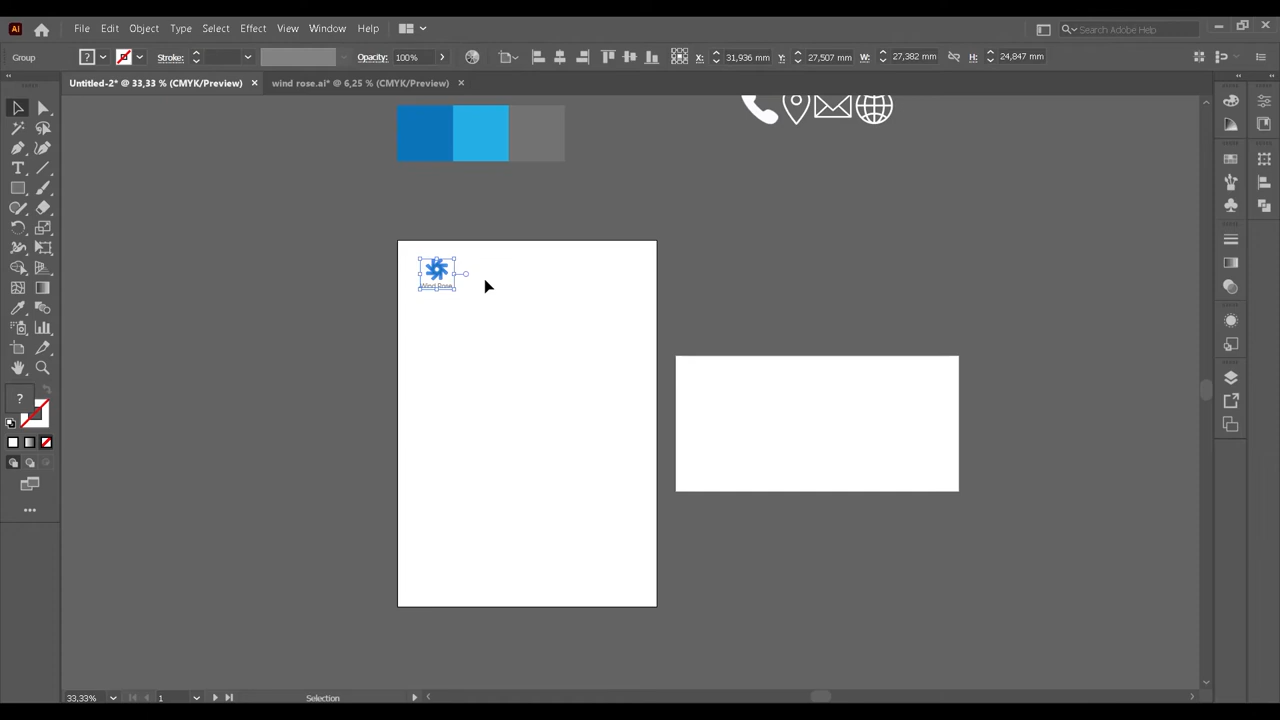 Ai File Edit Object Type Select Effect View Window Help Search Adobe Help
Group ? Stroke: Opacity: 100% X: 31,936 mm Y: 27,507 mm W: 27,382 mm H: 24,847 mm
Untitled-2* @ 33,33 % (CMYK/Preview) wind rose.ai* @ 6,25 % (CMYK/Preview)
Wind Rose
?
33,33% 1 Selection